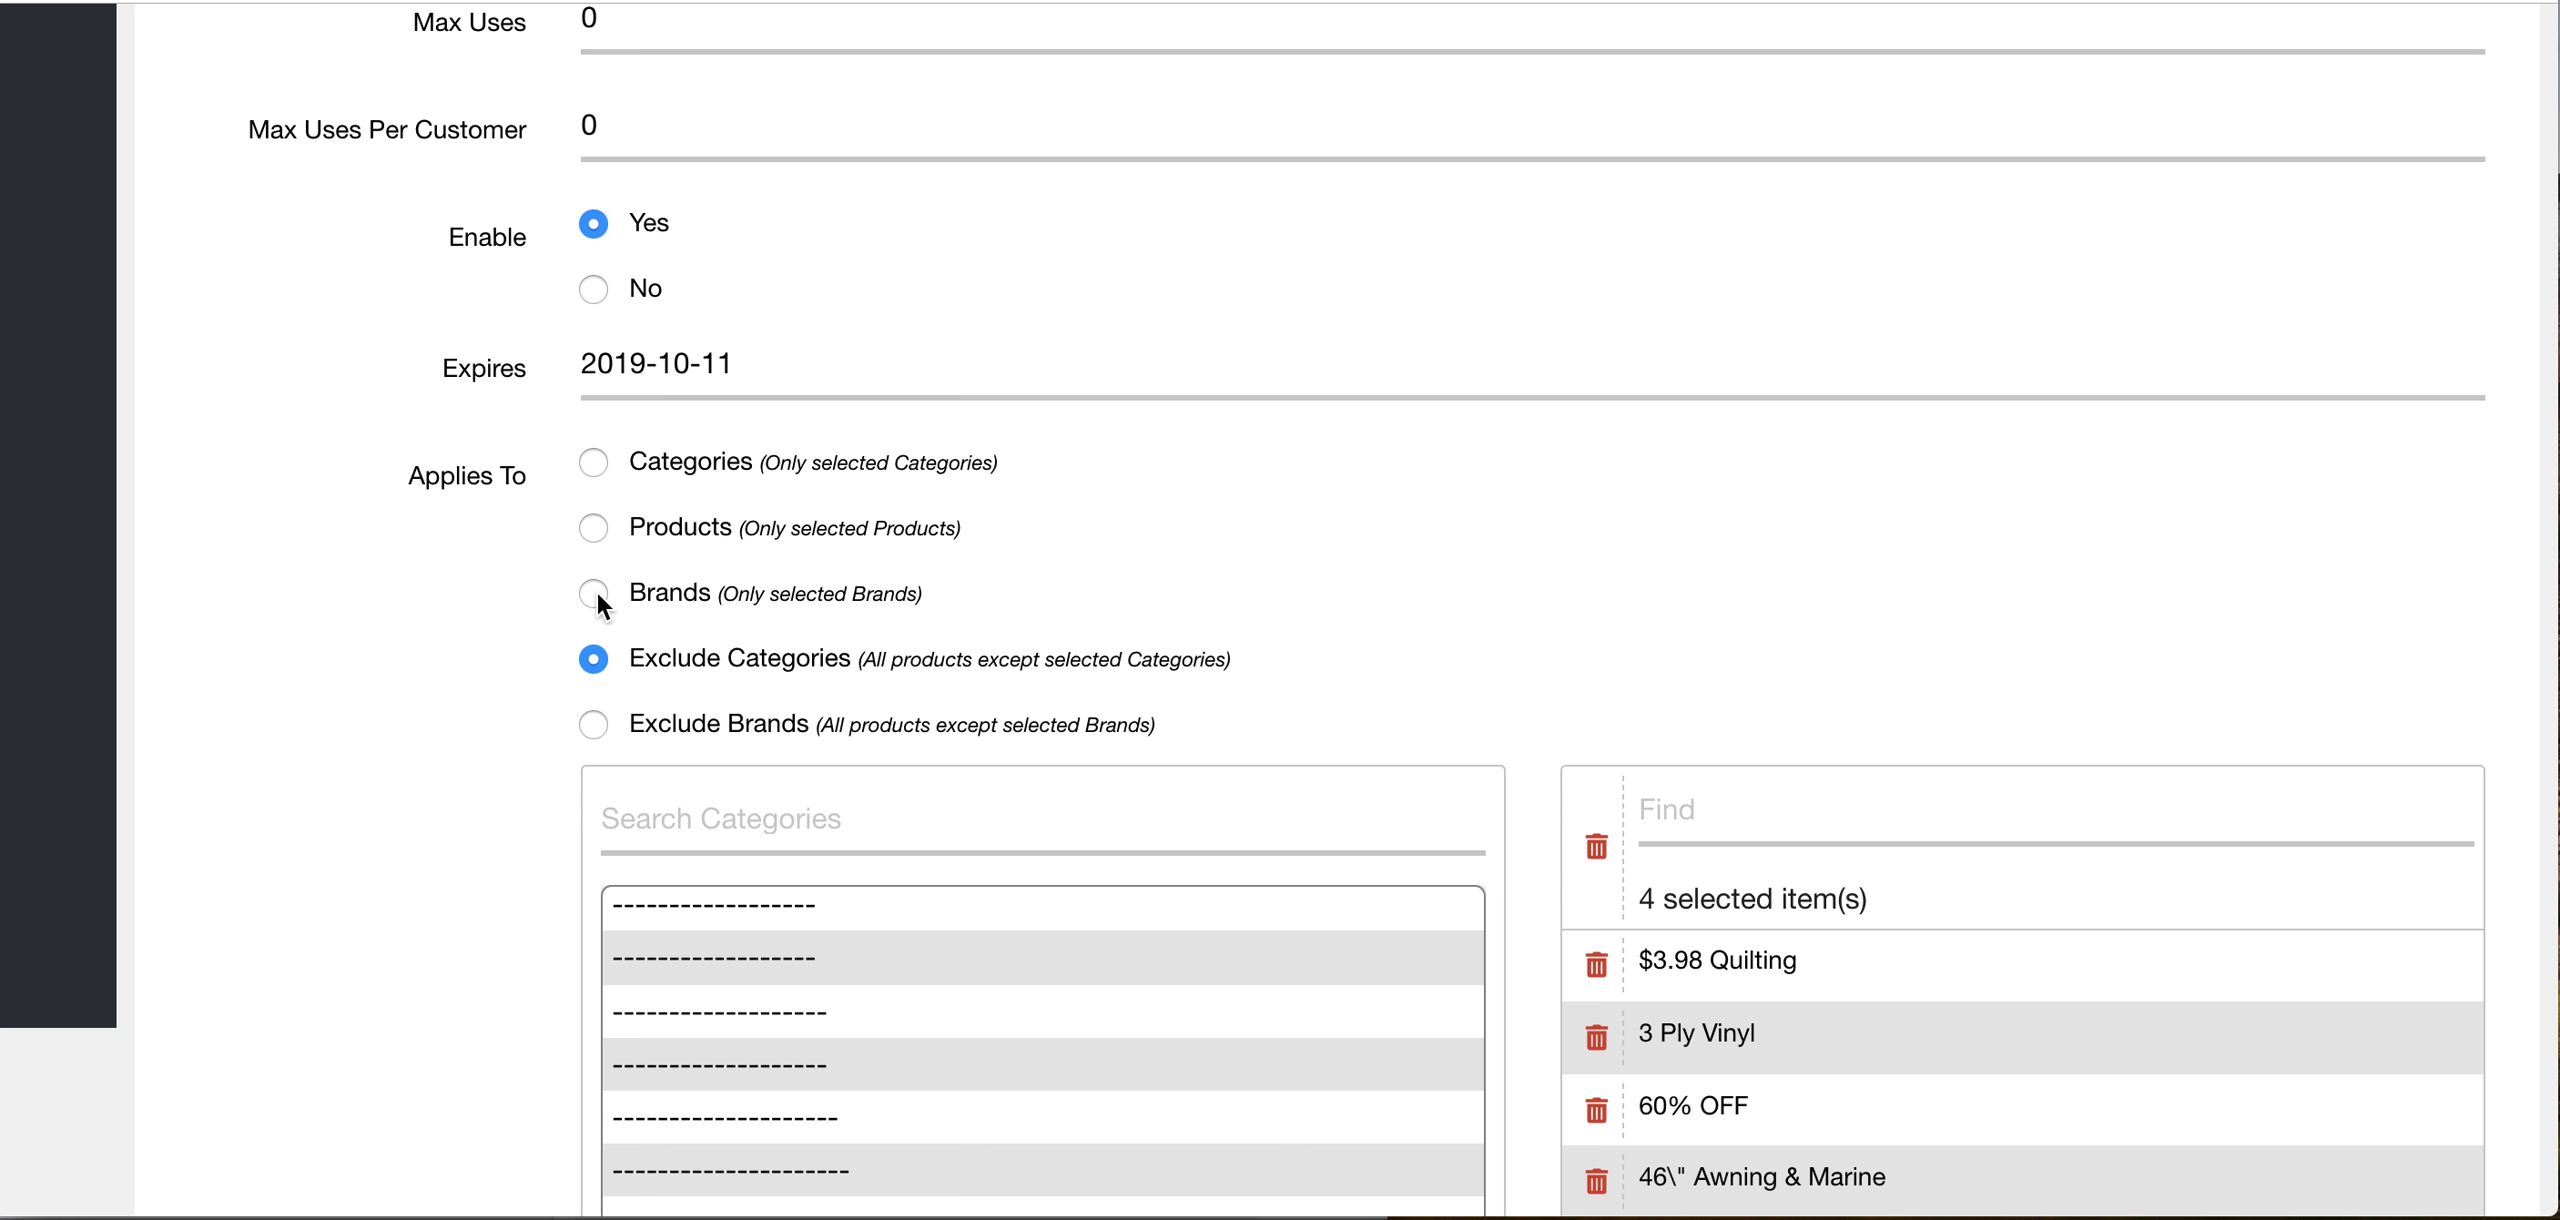 Max Uses 0
Max Uses Per Customer 0
Enable Yes
No
Expires 2019-10-11
Applies To Categories (Only selected Categories)
Products (Only selected Products)
Brands (Only selected Brands)
Exclude Categories (All products except selected Categories)
Exclude Brands (All products except selected Brands)
Search Categories
------------------
------------------
-------------------
-------------------
--------------------
---------------------
Find
4 selected item(s)
$3.98 Quilting
3 Ply Vinyl
60% OFF
46\" Awning & Marine